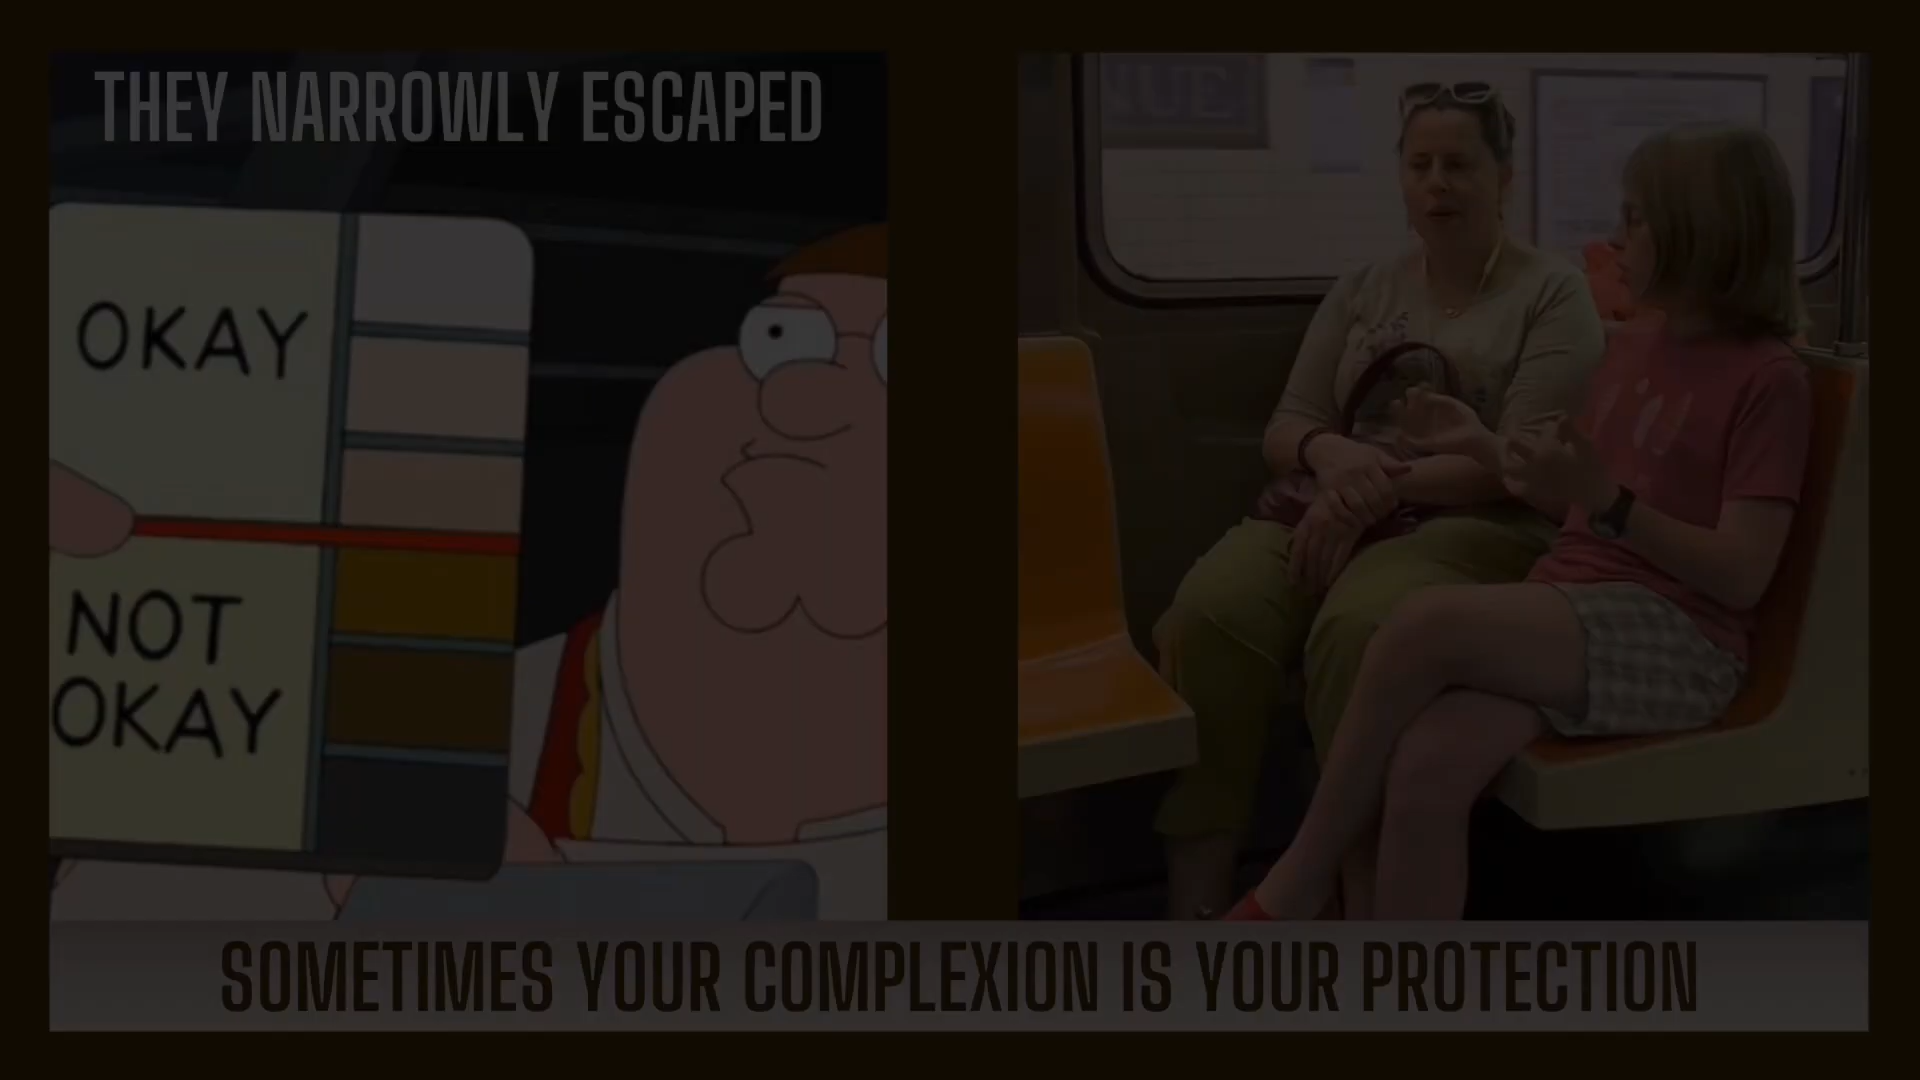 THEY NARROWLY ESCAPED
OKAY
NOT
OKAY
SOMETIMES YOUR COMPLEXION IS YOUR PROTECTION